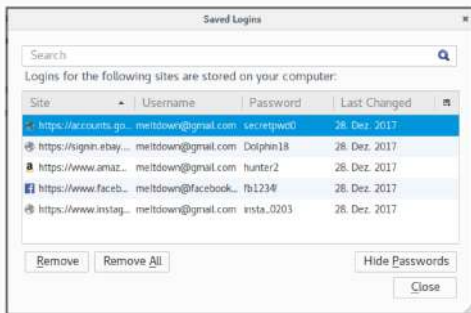 Saved Logins
Search
Logins for the following sites are stored on your computer:
Site Username Password Last Changed
https://accounts.go... meltdown@gmail.com secretpwd0 28. Dez. 2017
https://signin.ebay.... meltdown@gmail.com Dolphin18 28. Dez. 2017
https://www.amaz... meltdown@gmail.com hunter2 28. Dez. 2017
https://www.faceb... meltdown@facebook... fb1234! 28. Dez. 2017
https://www.instag... meltdown@gmail.com insta_0203 28. Dez. 2017
Remove Remove All Hide Passwords
Close